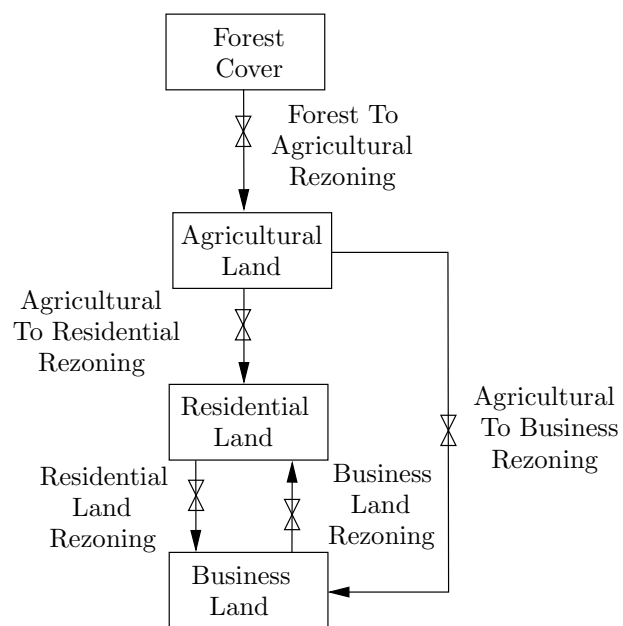 Forest
Cover
Forest To
Agricultural
Rezoning
Agricultural
Land
Agricultural
To Residential
Rezoning
Residential
Land
Agricultural
To Business
Rezoning
Residential
Land
Rezoning
Business
Land
Rezoning
Business
Land